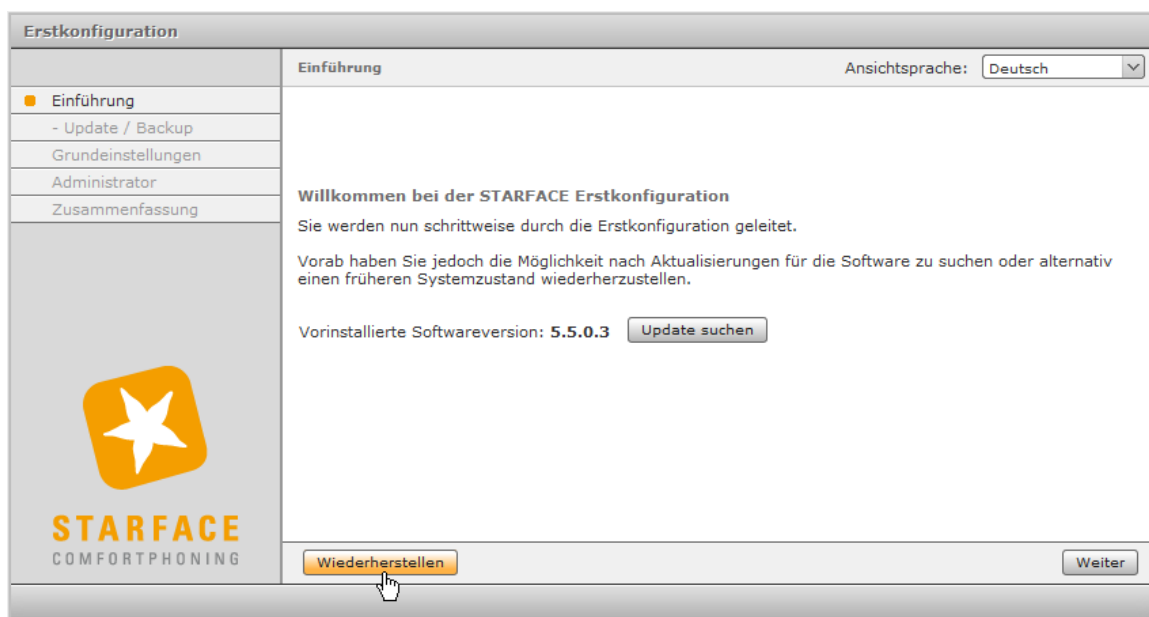 Erstkonfiguration
Einführung
Ansichtsprache: Deutsch
Einführung
- Update / Backup
Grundeinstellungen
Administrator
Zusammenfassung
Willkommen bei der STARFACE Erstkonfiguration
Sie werden nun schrittweise durch die Erstkonfiguration geleitet.
Vorab haben Sie jedoch die Möglichkeit nach Aktualisierungen für die Software zu suchen oder alternativ
einen früheren Systemzustand wiederherzustellen.
Vorinstallierte Softwareversion: 5.5.0.3 Update suchen
STARFACE
COMFORTPHONING
Wiederherstellen
Weiter